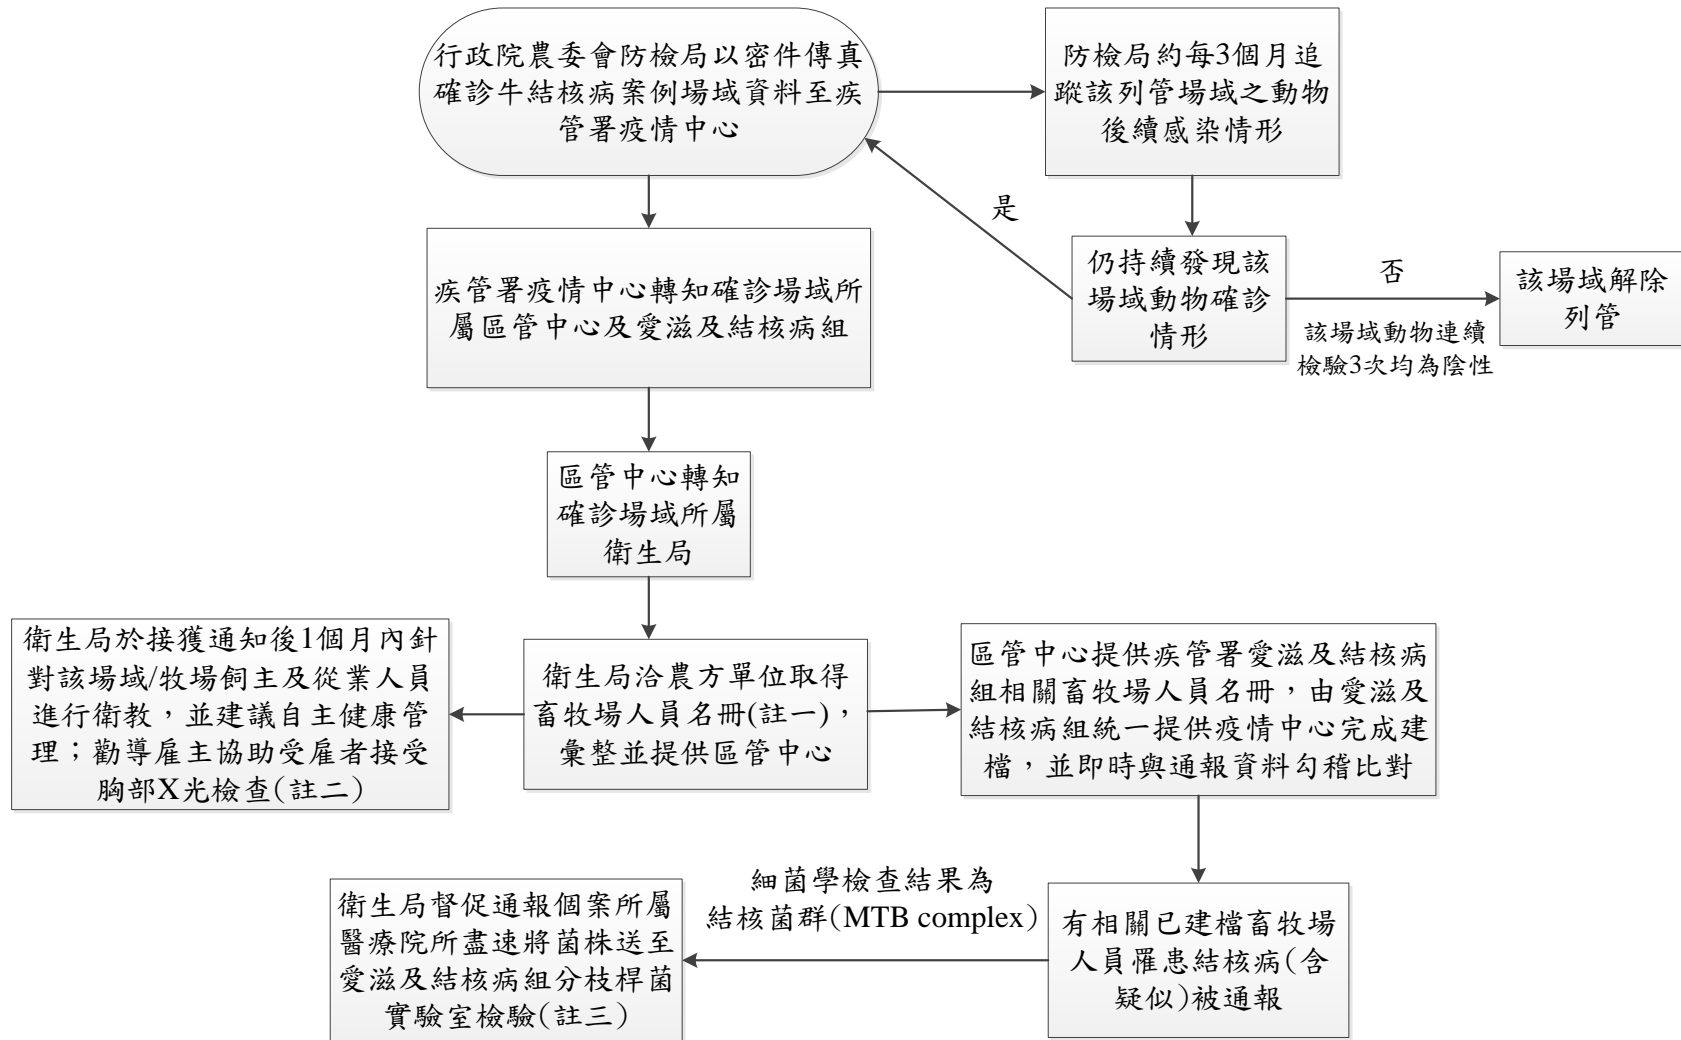 行政院農委會防檢局以密件傳真
確診牛結核病案例場域資料至疾
管署疫情中心
防檢局約每3個月追
蹤該列管場域之動物
後續感染情形
是
仍持續發現該
場域動物確診
情形
否
該場域動物連續
檢驗3次均為陰性
該場域解除
列管
疾管署疫情中心轉知確診場域所
屬區管中心及愛滋及結核病組
區管中心轉知
確診場域所屬
衛生局
衛生局於接獲通知後1個月內針
對該場域/牧場飼主及從業人員
進行衛教，並建議自主健康管
理；勸導雇主協助受雇者接受
胸部X光檢查(註二)
衛生局洽農方單位取得
畜牧場人員名冊(註一)，
彙整並提供區管中心
區管中心提供疾管署愛滋及結核病
組相關畜牧場人員名冊，由愛滋及
結核病組統一提供疫情中心完成建
檔，並即時與通報資料勾稽比對
細菌學檢查結果為
結核菌群(MTB complex)
有相關已建檔畜牧場
人員罹患結核病(含
疑似)被通報
衛生局督促通報個案所屬
醫療院所盡速將菌株送至
愛滋及結核病組分枝桿菌
實驗室檢驗(註三)